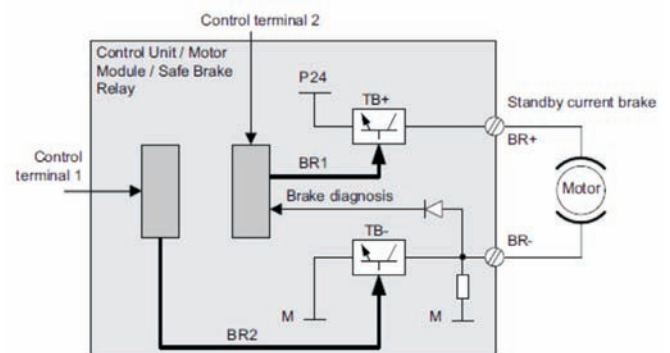 Control terminal 2
Control Unit / Motor
Module / Safe Brake
Relay
P24
TB+
Standby current brake
BR+
Control
terminal 1
BR1
Motor
Brake diagnosis
TB-
BR-
M
M
BR2